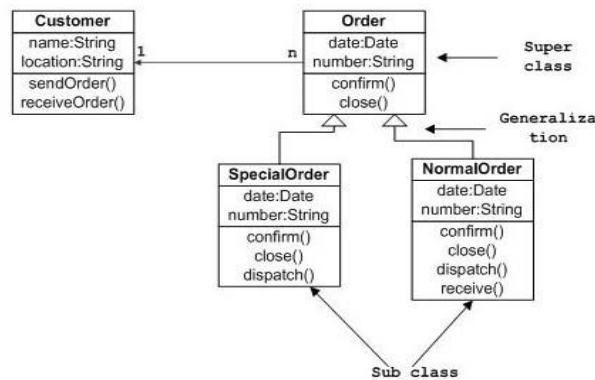 Customer
name:String
location:String
sendOrder()
receiveOrder()
1
n
Order
date:Date
number:String
confirm()
close()
Super
class
Generaliza
tion
SpecialOrder
date:Date
number:String
confirm()
close()
dispatch()
NormalOrder
date:Date
number:String
confirm()
close()
dispatch()
receive()
Sub class